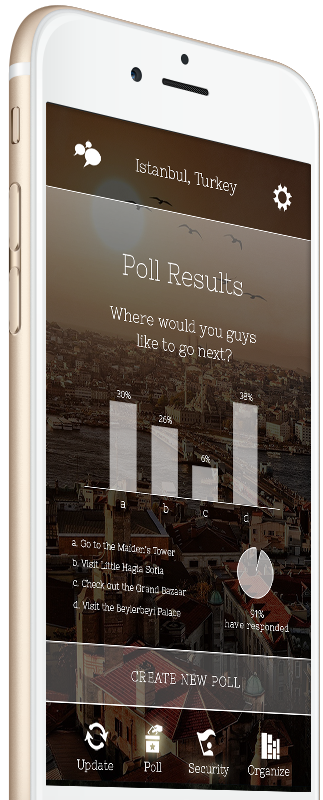 Istanbul, Turkey
Poll Results
Where would you guys
like to go next?
30%
26%
6%
38%
a
b
c
d
a. Go to the Maiden's Tower
b. Visit Little Hagia Sofia
c. Check out the Grand Bazaar
d. Visit the Beylerbeyi Palace
91%
have responded
CREATE NEW POLL
Update
Poll
Security
Organize